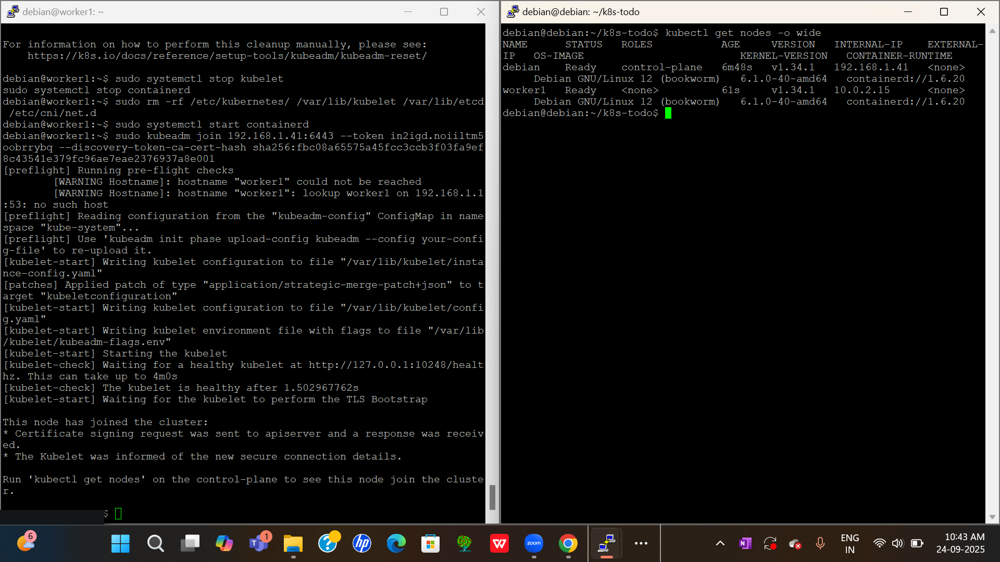 debian@worker1: ~
For information on how to perform this cleanup manually, please see:
    https://k8s.io/docs/reference/setup-tools/kubeadm/kubeadm-reset/
debian@worker1:~$ sudo systemctl stop kubelet
sudo systemctl stop containerd
debian@worker1:~$ sudo rm -rf /etc/kubernetes/ /var/lib/kubelet /var/lib/etcd
 /etc/cni/net.d
debian@worker1:~$ sudo systemctl start containerd
debian@worker1:~$ sudo kubeadm join 192.168.1.41:6443 --token in2igd.noiiltm5
oobrrybq --discovery-token-ca-cert-hash sha256:fbc08a65575a45fcc3ccb3f03fa9ef
8c43541e379fc96ae7eae2376937a8e001
[preflight] Running pre-flight checks
        [WARNING Hostname]: hostname "worker1" could not be reached
        [WARNING Hostname]: hostname "worker1": lookup worker1 on 192.168.1.1
:53: no such host
[preflight] Reading configuration from the "kubeadm-config" ConfigMap in name
space "kube-system"...
[preflight] Use 'kubeadm init phase upload-config kubeadm --config your-confi
g-file' to re-upload it.
[kubelet-start] Writing kubelet configuration to file "/var/lib/kubelet/insta
nce-config.yaml"
[patches] Applied patch of type "application/strategic-merge-patch+json" to t
arget "kubeletconfiguration"
[kubelet-start] Writing kubelet configuration to file "/var/lib/kubelet/confi
g.yaml"
[kubelet-start] Writing kubelet environment file with flags to file "/var/lib
/kubelet/kubeadm-flags.env"
[kubelet-start] Starting the kubelet
[kubelet-check] Waiting for a healthy kubelet at http://127.0.0.1:10248/healt
hz. This can take up to 4m0s
[kubelet-check] The kubelet is healthy after 1.502967762s
[kubelet-start] Waiting for the kubelet to perform the TLS Bootstrap
This node has joined the cluster:
* Certificate signing request was sent to apiserver and a response was receiv
ed.
* The Kubelet was informed of the new secure connection details.
Run 'kubectl get nodes' on the control-plane to see this node join the cluste
r.
$
debian@debian: ~/k8s-todo
debian@debian:~/k8s-todo$ kubectl get nodes -o wide
NAME      STATUS   ROLES           AGE     VERSION   INTERNAL-IP    EXTERNAL-
IP   OS-IMAGE                         KERNEL-VERSION   CONTAINER-RUNTIME
debian    Ready    control-plane   6m48s   v1.34.1   192.168.1.41   <none>
     Debian GNU/Linux 12 (bookworm)   6.1.0-40-amd64   containerd://1.6.20
worker1   Ready    <none>          61s     v1.34.1   10.0.2.15      <none>
     Debian GNU/Linux 12 (bookworm)   6.1.0-40-amd64   containerd://1.6.20
debian@debian:~/k8s-todo$
6
1
T
?
hp
W
zoom
N
ENG
IN
10:43 AM
24-09-2025